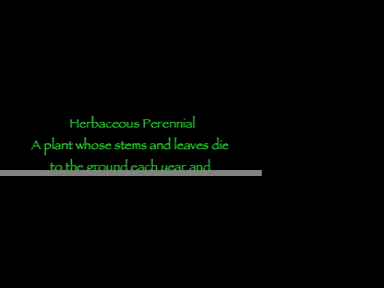 Herbaceous Perennial
A plant whose stems and leaves die
to the ground each year and